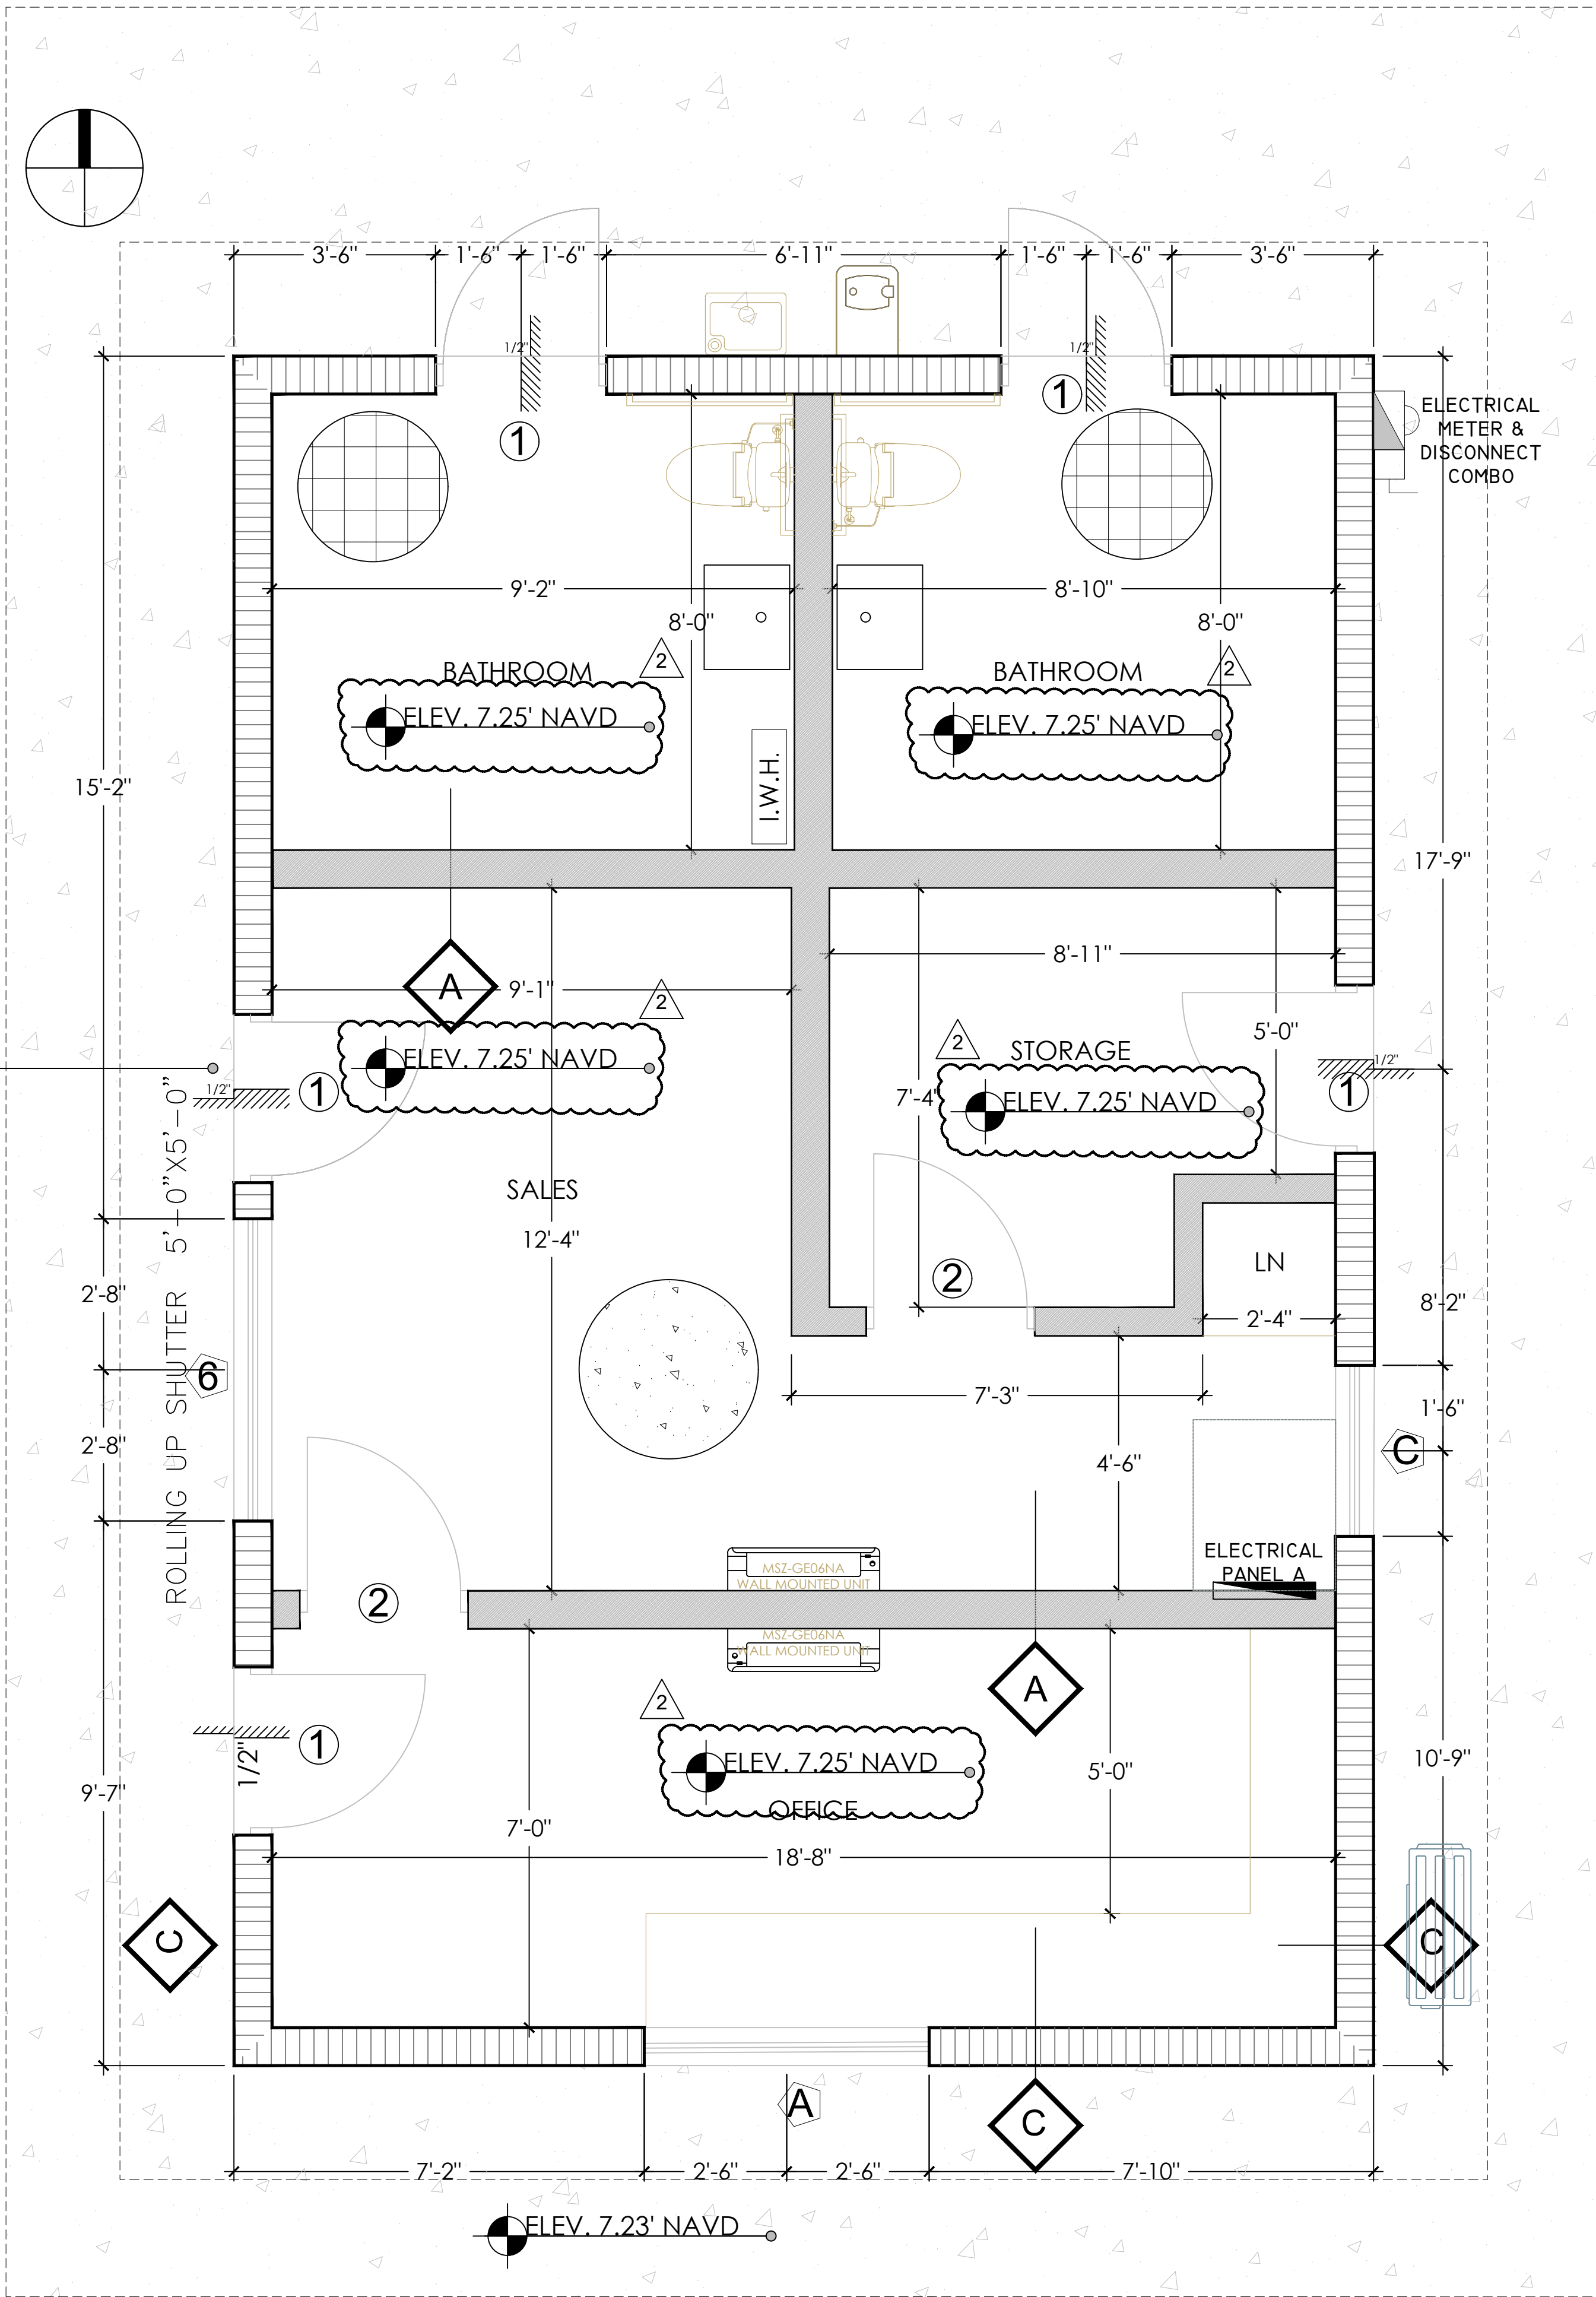 3'-6"
1'-6"
1'-6"
6'-11"
1'-6"
1'-6"
3'-6"
1/2"
1/2"
1
1
ELECTRICAL
METER &
DISCONNECT
COMBO
9'-2"
8'-10"
8'-0"
8'-0"
BATHROOM
2
ELEV. 7.25' NAVD
BATHROOM
2
ELEV. 7.25' NAVD
I.W.H.
15'-2"
17'-9"
8'-11"
A
9'-1"
2
ELEV. 7.25' NAVD
5'-0"
2
STORAGE
ELEV. 7.25' NAVD
7'-4"
1/2"
1
1/2"
1
ROLLING UP SHUTTER 5'-0"X5'-0"
SALES
12'-4"
2
LN
2'-4"
2'-8"
8'-2"
6
7'-3"
1'-6"
2'-8"
4'-6"
C
ELECTRICAL
PANEL A
MSZ-GE06NA
WALL MOUNTED UNIT
2
MSZ-GE06NA
WALL MOUNTED UNIT
A
2
1
1/2"
ELEV. 7.25' NAVD
OFFICE
5'-0"
10'-9"
9'-7"
7'-0"
18'-8"
C
C
A
C
7'-2"
2'-6"
2'-6"
7'-10"
ELEV. 7.23' NAVD